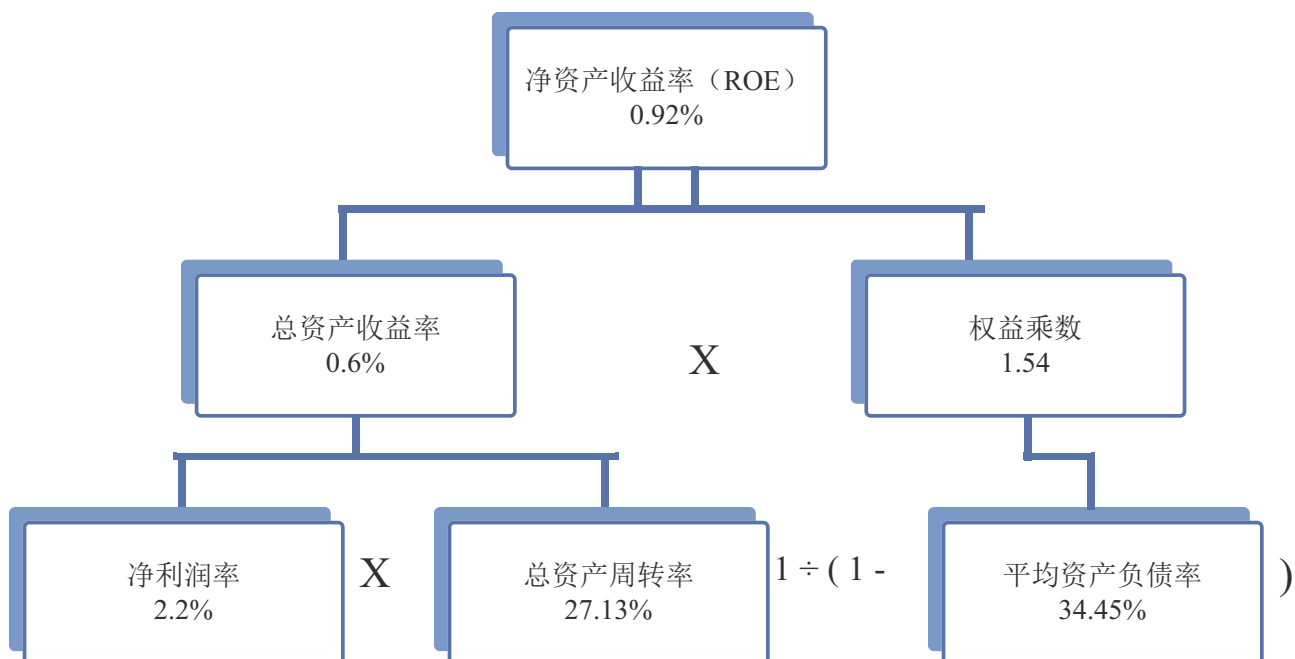 净资产收益率（ROE）
0.92%
总资产收益率
0.6%
X
权益乘数
1.54
净利润率
2.2%
X
总资产周转率
27.13%
1 ÷ ( 1 -
平均资产负债率
34.45%
)